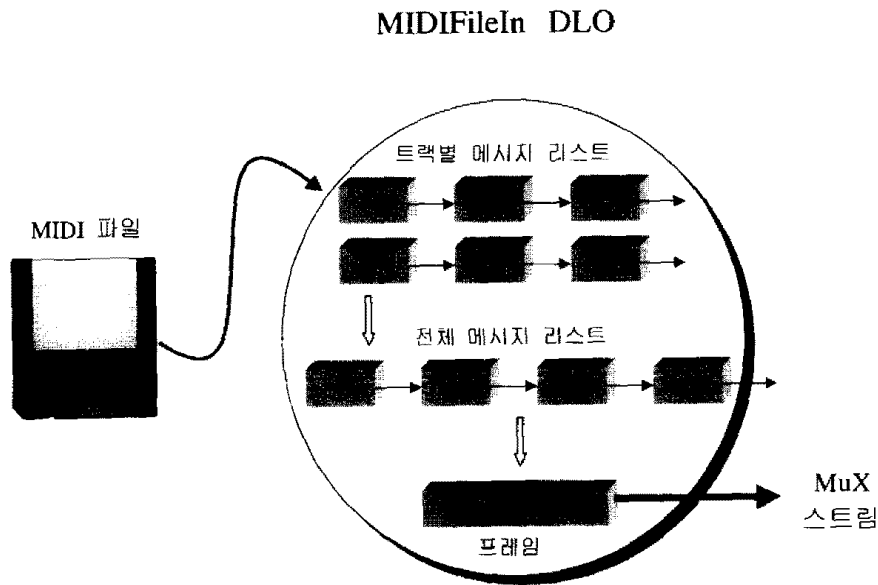 MIDIFileIn DLO
트랙별 메시지 리스트
MIDI 파일
전체 메시지 리스트
프레임
MuX
스트림